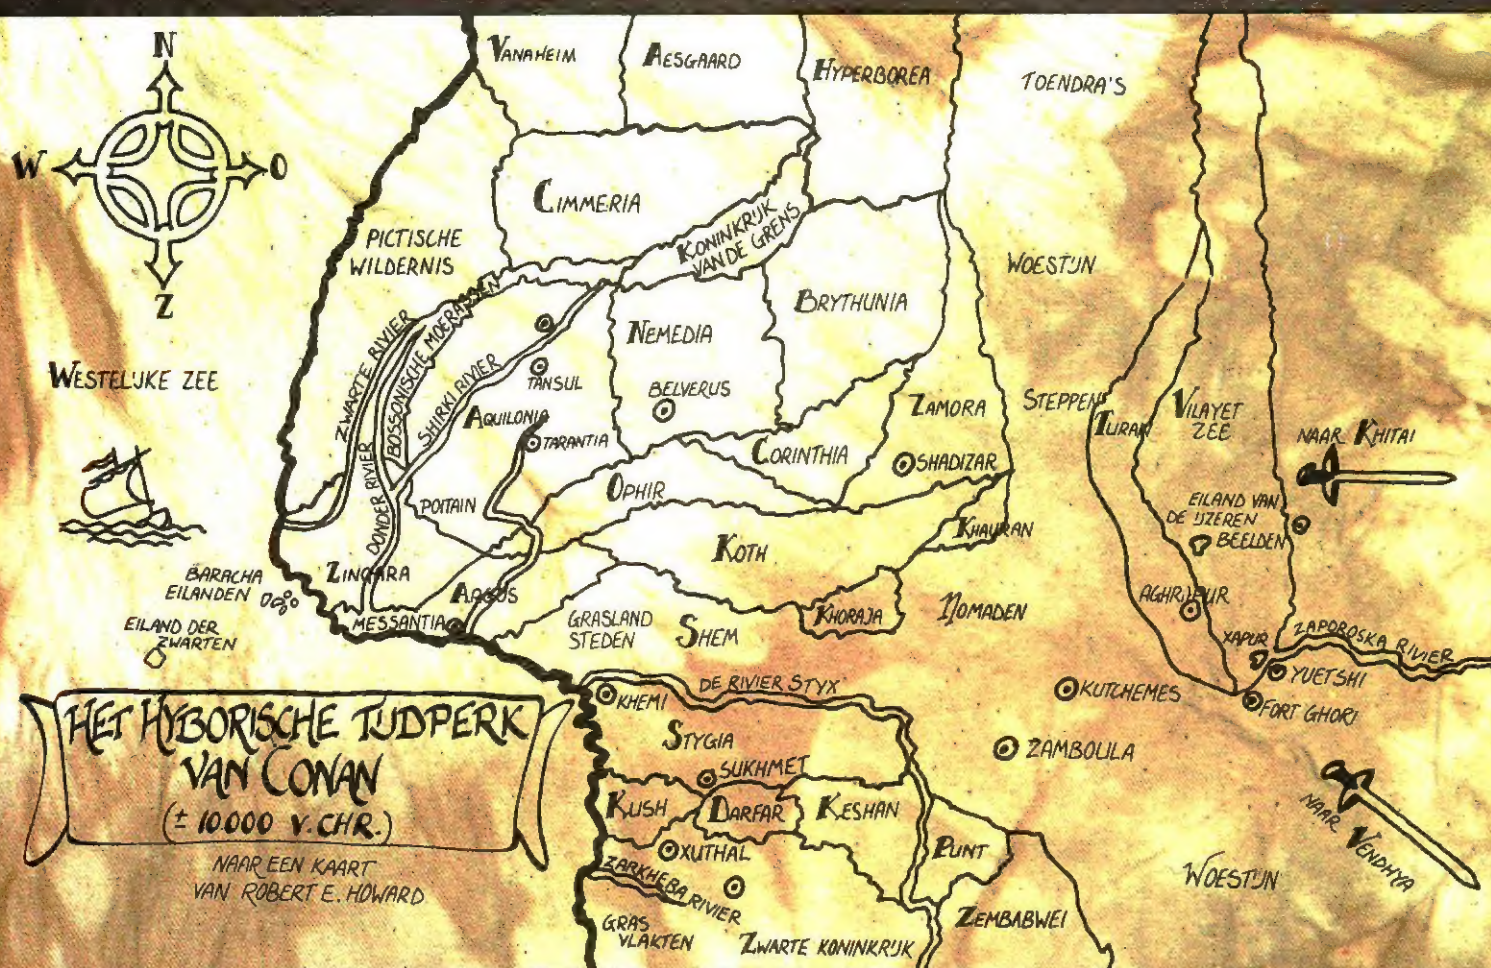 N
W
O
Z
VANAHEIM
AESGAARD
HYPERBOREA
TOENDRA'S
CIMMERIA
PICTISCHE
WILDERNIS
KONINKRIJK
VAN DE GRENS
WOESTIJN
BRYTHUNIA
NEMEDIA
ZWARTE RIVIER
BOSSONISCHE MOERASSEN
SHIRKI RIVIER
DONDER RIVIER
WESTELIJKE ZEE
TANSUL
BELVERUS
AQUILONIA
TARANTIA
ZAMORA
STEPPEN
TURAN
VILAYET
ZEE
NAAR KHITAI
CORINTHIA
SHADIZAR
OPHIR
POITAIN
EILAND VAN
DE IJZEREN
BEELDEN
KHAURAN
KOTH
ZINGARA
BARACHA
EILANDEN
ARGOS
MESSANTIA
GRASLAND
STEDEN
SHEM
KHORAJA
NOMADEN
AGHRAPUR
EILAND DER
ZWARTEN
XAPUR
ZAPOROSKA RIVIER
YUETSHI
FORT GHORI
KHEMI
DE RIVIER STYX
KUTCHEMES
STYGIA
SUKHMET
ZAMBOULA
HET HYBORISCHE TIJDPERK
VAN CONAN
(± 10.000 V. CHR.)
NAAR EEN KAART
VAN ROBERT E. HOWARD
KUSH
DARFAR
KESHAN
PUNT
XUTHAL
ZARKHEBA RIVIER
GRAS
VLAKTEN
ZWARTE KONINKRIJK
ZEMBABWEI
WOESTIJN
NAAR VENDHYA